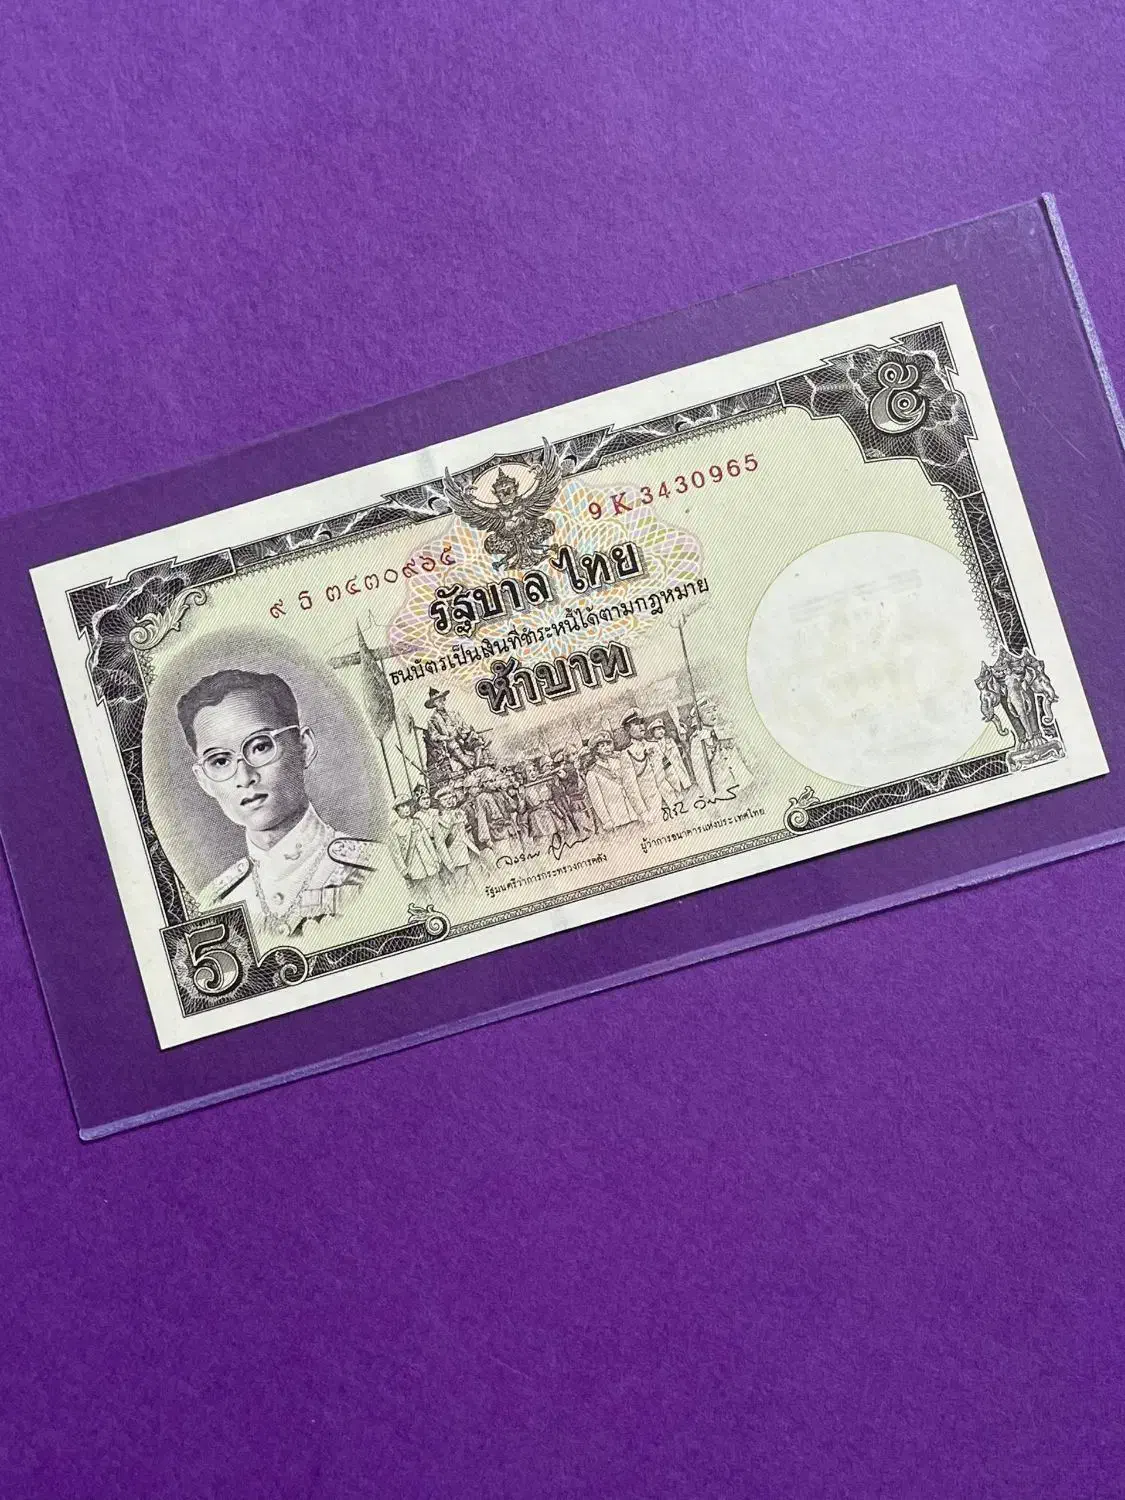 ๕
9 K 3430965
๙ ธ ๓๔๓๐๙๖๕
รัฐบาลไทย
ธนบัตรเป็นสินที่ชำระหนี้ได้ตามกฎหมาย
ห้าบาท
รัฐมนตรีว่าการกระทรวงการคลัง ผู้ว่าการธนาคารแห่งประเทศไทย
5